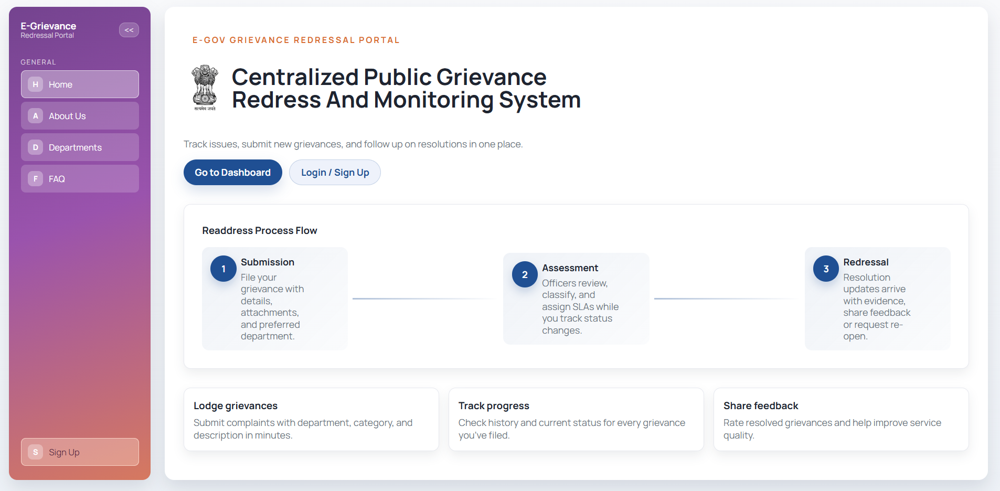 E-Grievance
Redressal Portal
<<
GENERAL
H Home
A About Us
D Departments
F FAQ
S Sign Up
E-GOV GRIEVANCE REDRESSAL PORTAL
सत्यमेव जयते
Centralized Public Grievance
Redress And Monitoring System
Track issues, submit new grievances, and follow up on resolutions in one place.
Go to Dashboard
Login / Sign Up
Readdress Process Flow
1
Submission
File your
grievance with
details,
attachments,
and preferred
department.
2
Assessment
Officers review,
classify, and
assign SLAs while
you track status
changes.
3
Redressal
Resolution
updates arrive
with evidence,
share feedback
or request re-
open.
Lodge grievances
Submit complaints with department, category, and
description in minutes.
Track progress
Check history and current status for every grievance
you've filed.
Share feedback
Rate resolved grievances and help improve service
quality.